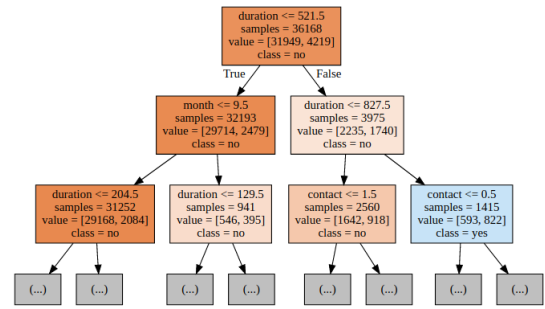 duration <= 521.5
samples = 36168
value = [31949, 4219]
class = no
True
False
month <= 9.5
samples = 32193
value = [29714, 2479]
class = no
duration <= 827.5
samples = 3975
value = [2235, 1740]
class = no
duration <= 204.5
samples = 31252
value = [29168, 2084]
class = no
duration <= 129.5
samples = 941
value = [546, 395]
class = no
contact <= 1.5
samples = 2560
value = [1642, 918]
class = no
contact <= 0.5
samples = 1415
value = [593, 822]
class = yes
(...)
(...)
(...)
(...)
(...)
(...)
(...)
(...)